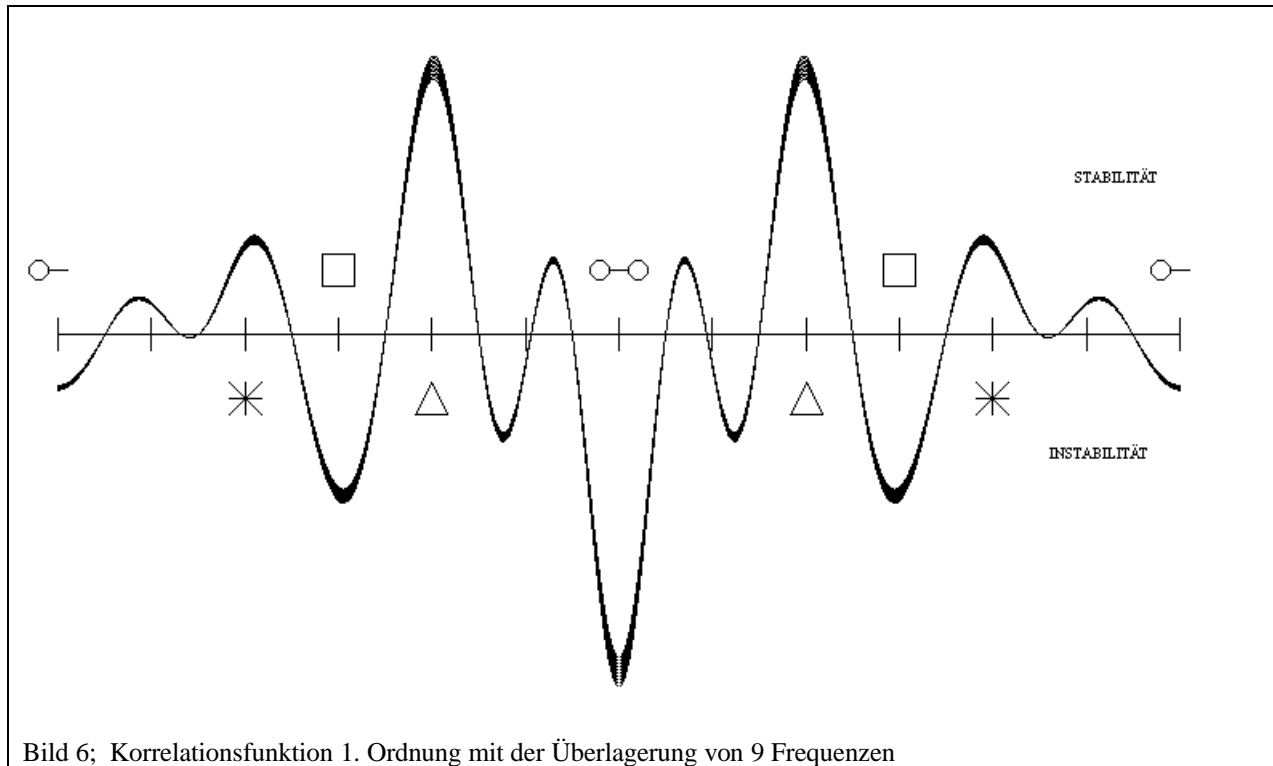 STABILITÄT
INSTABILITÄT
Bild 6; Korrelationsfunktion 1. Ordnung mit der Überlagerung von 9 Frequenzen